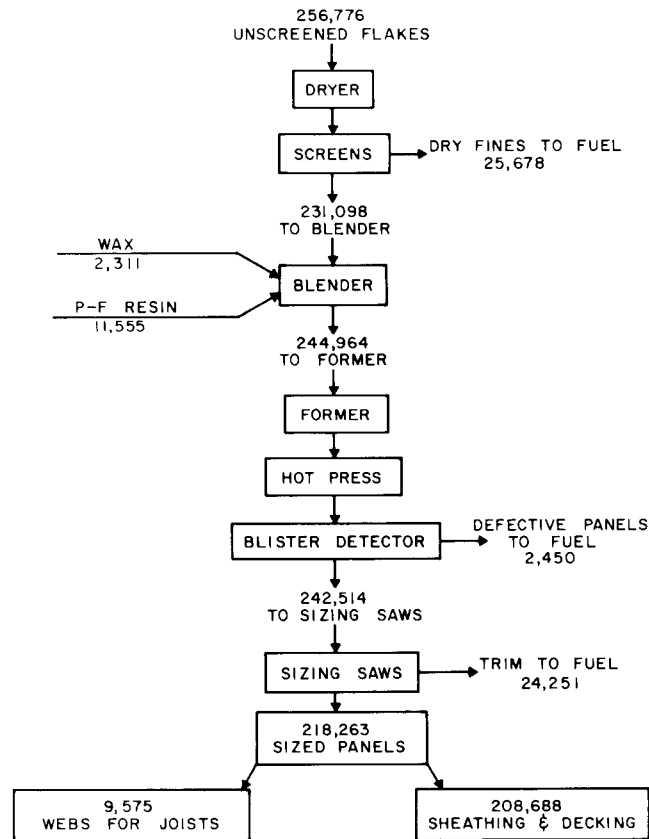 256,776
UNSCREENED FLAKES
DRYER
SCREENS
DRY FINES TO FUEL
25,678
231,098
TO BLENDER
WAX
2,311
BLENDER
P-F RESIN
11,555
244,964
TO FORMER
FORMER
HOT PRESS
BLISTER DETECTOR
DEFECTIVE PANELS
TO FUEL
2,450
242,514
TO SIZING SAWS
SIZING SAWS
TRIM TO FUEL
24,251
218,263
SIZED PANELS
9,575
WEBS FOR JOISTS
208,688
SHEATHING & DECKING